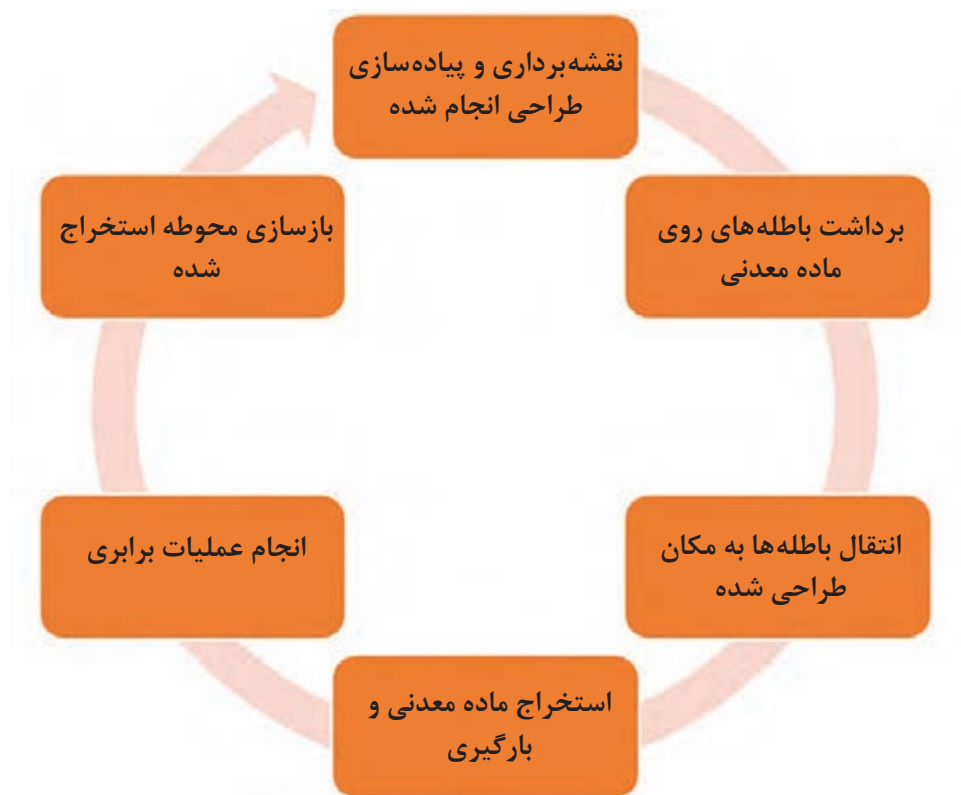 نقشه‌برداری و پیاده‌سازی
طراحی انجام شده
برداشت باطله‌های روی
ماده معدنی
انتقال باطله‌ها به مکان
طراحی شده
استخراج ماده معدنی و
بارگیری
انجام عملیات برابری
بازسازی محوطه استخراج
شده